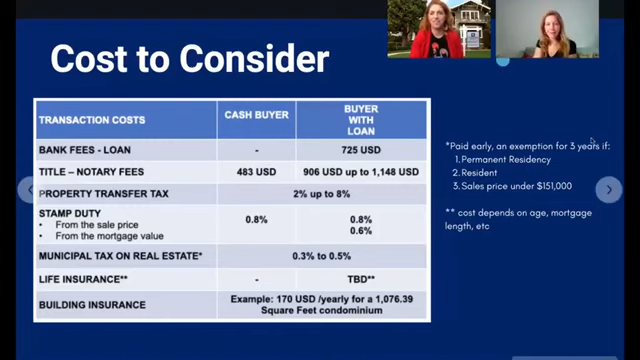 Cost to Consider
TRANSACTION COSTS
CASH BUYER
BUYER
WITH
LOAN
BANK FEES - LOAN
-
725 USD
TITLE – NOTARY FEES
483 USD
906 USD up to 1,148 USD
PROPERTY TRANSFER TAX
2% up to 8%
STAMP DUTY
• From the sale price
• From the mortgage value
0.8%
0.8%
0.6%
MUNICIPAL TAX ON REAL ESTATE*
0.3% to 0.5%
LIFE INSURANCE**
-
TBD**
BUILDING INSURANCE
Example: 170 USD /yearly for a 1,076.39
Square Feet condominium
*Paid early, an exemption for 3 years if:
1. Permanent Residency
2. Resident
3. Sales price under $151,000
** cost depends on age, mortgage
length, etc